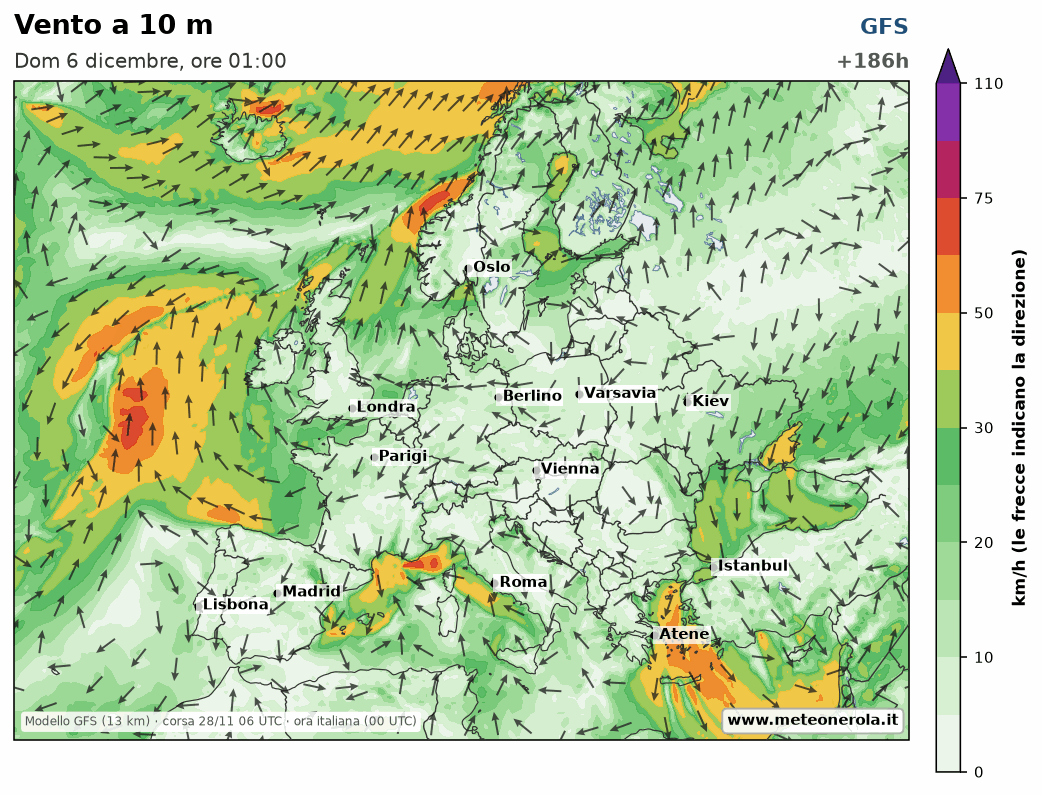 Vento a 10 m
GFS
Dom 6 dicembre, ore 01:00
+186h
110
75
50
30
20
10
0
km/h (le frecce indicano la direzione)
Oslo
Londra
Berlino
Varsavia
Kiev
Parigi
Vienna
Istanbul
Madrid
Roma
Lisbona
Atene
Modello GFS (13 km) · corsa 28/11 06 UTC · ora italiana (00 UTC)
www.meteonerola.it